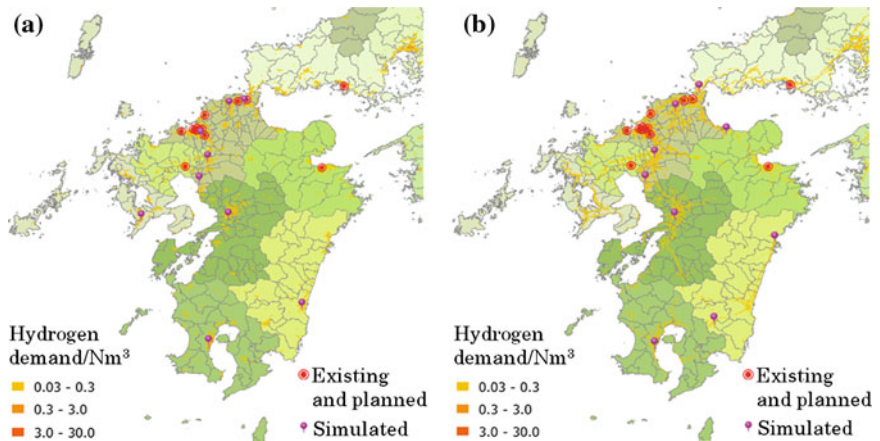 (a)
Hydrogen
demand/Nm³
0.03 - 0.3
0.3 - 3.0
3.0 - 30.0
Existing
and planned
Simulated
(b)
Hydrogen
demand/Nm³
0.03 - 0.3
0.3 - 3.0
3.0 - 30.0
Existing
and planned
Simulated